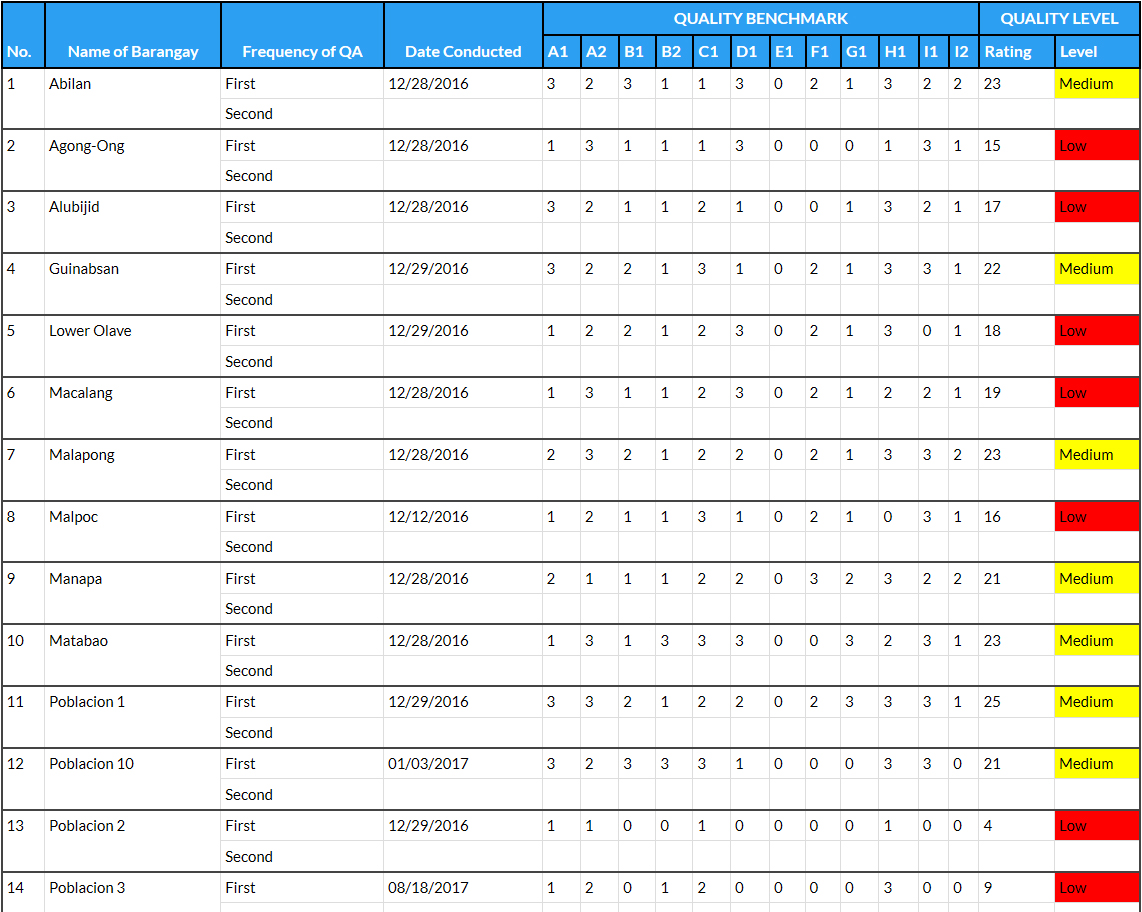 QUALITY BENCHMARK QUALITY LEVEL
No. Name of Barangay Frequency of QA Date Conducted A1 A2 B1 B2 C1 D1 E1 F1 G1 H1 I1 I2 Rating Level
1 Abilan First 12/28/2016 3 2 3 1 1 3 0 2 1 3 2 2 23 Medium
Second
2 Agong-Ong First 12/28/2016 1 3 1 1 1 3 0 0 0 1 3 1 15 Low
Second
3 Alubijid First 12/28/2016 3 2 1 1 2 1 0 0 1 3 2 1 17 Low
Second
4 Guinabsan First 12/29/2016 3 2 2 1 3 1 0 2 1 3 3 1 22 Medium
Second
5 Lower Olave First 12/29/2016 1 2 2 1 2 3 0 2 1 3 0 1 18 Low
Second
6 Macalang First 12/28/2016 1 3 1 1 2 3 0 2 1 2 2 1 19 Low
Second
7 Malapong First 12/28/2016 2 3 2 1 2 2 0 2 1 3 3 2 23 Medium
Second
8 Malpoc First 12/12/2016 1 2 1 1 3 1 0 2 1 0 3 1 16 Low
Second
9 Manapa First 12/28/2016 2 1 1 1 2 2 0 3 2 3 2 2 21 Medium
Second
10 Matabao First 12/28/2016 1 3 1 3 3 3 0 0 3 2 3 1 23 Medium
Second
11 Poblacion 1 First 12/29/2016 3 3 2 1 2 2 0 2 3 3 3 1 25 Medium
Second
12 Poblacion 10 First 01/03/2017 3 2 3 3 3 1 0 0 0 3 3 0 21 Medium
Second
13 Poblacion 2 First 12/29/2016 1 1 0 0 1 0 0 0 0 1 0 0 4 Low
Second
14 Poblacion 3 First 08/18/2017 1 2 0 1 2 0 0 0 0 3 0 0 9 Low